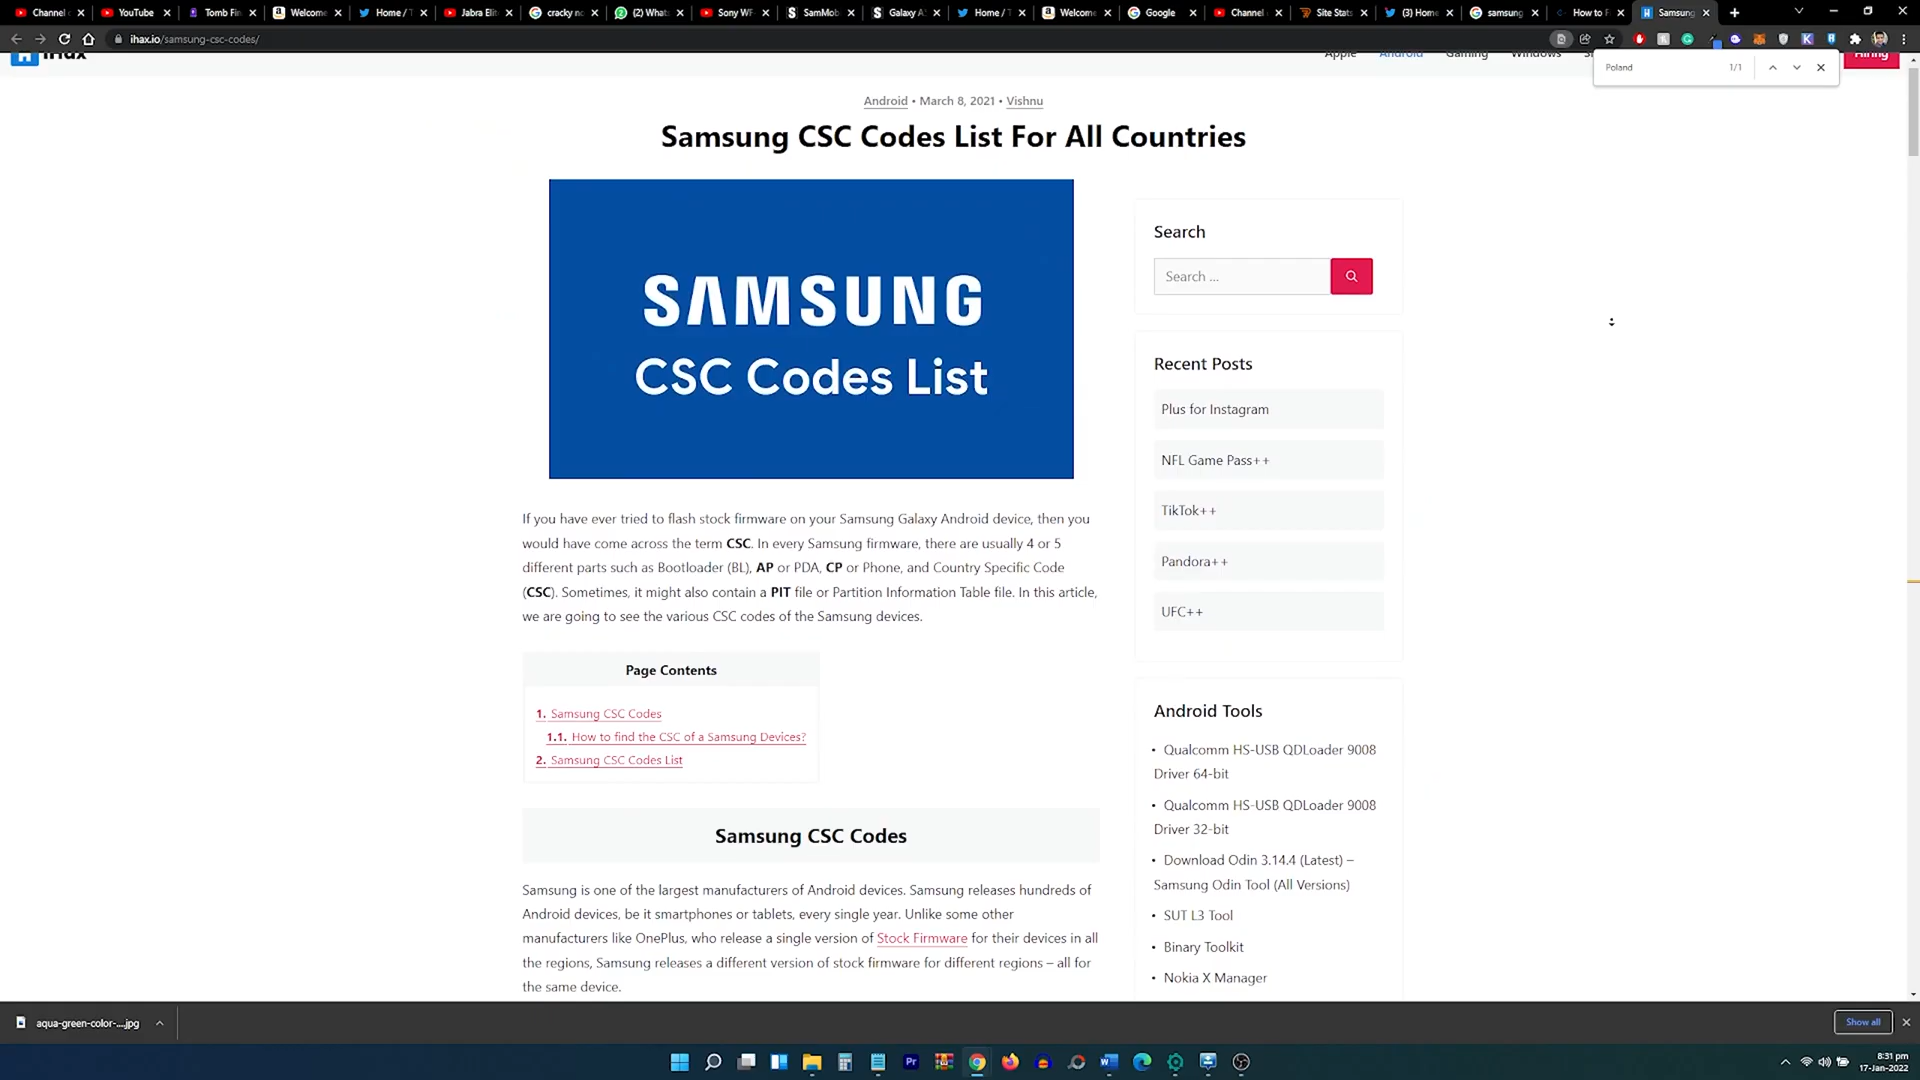 Channel
YouTube
Tomb Fin
Welcome
Home / T
Jabra Elit
cracky no
(2) Whats
Sony WF-
SamMob
Galaxy A
Home / T
Welcome
Google
Channel
Site Stats
(3) Home
samsung
How to F
Samsung
ihax.io/samsung-csc-codes/
iHax
Apple
Android
Gaming
Windows
Hiring
Poland
1/1
Android • March 8, 2021 • Vishnu
Samsung CSC Codes List For All Countries
SAMSUNG
CSC Codes List
If you have ever tried to flash stock firmware on your Samsung Galaxy Android device, then you
would have come across the term CSC. In every Samsung firmware, there are usually 4 or 5
different parts such as Bootloader (BL), AP or PDA, CP or Phone, and Country Specific Code
(CSC). Sometimes, it might also contain a PIT file or Partition Information Table file. In this article,
we are going to see the various CSC codes of the Samsung devices.
Page Contents
1. Samsung CSC Codes
1.1. How to find the CSC of a Samsung Devices?
2. Samsung CSC Codes List
Samsung CSC Codes
Samsung is one of the largest manufacturers of Android devices. Samsung releases hundreds of
Android devices, be it smartphones or tablets, every single year. Unlike some other
manufacturers like OnePlus, who release a single version of Stock Firmware for their devices in all
the regions, Samsung releases a different version of stock firmware for different regions – all for
the same device.
Search
Search ...
Recent Posts
Plus for Instagram
NFL Game Pass++
TikTok++
Pandora++
UFC++
Android Tools
• Qualcomm HS-USB QDLoader 9008
Driver 64-bit
• Qualcomm HS-USB QDLoader 9008
Driver 32-bit
• Download Odin 3.14.4 (Latest) –
Samsung Odin Tool (All Versions)
• SUT L3 Tool
• Binary Toolkit
• Nokia X Manager
aqua-green-color-....jpg
Show all
Pr
8:31 pm
17-Jan-2022